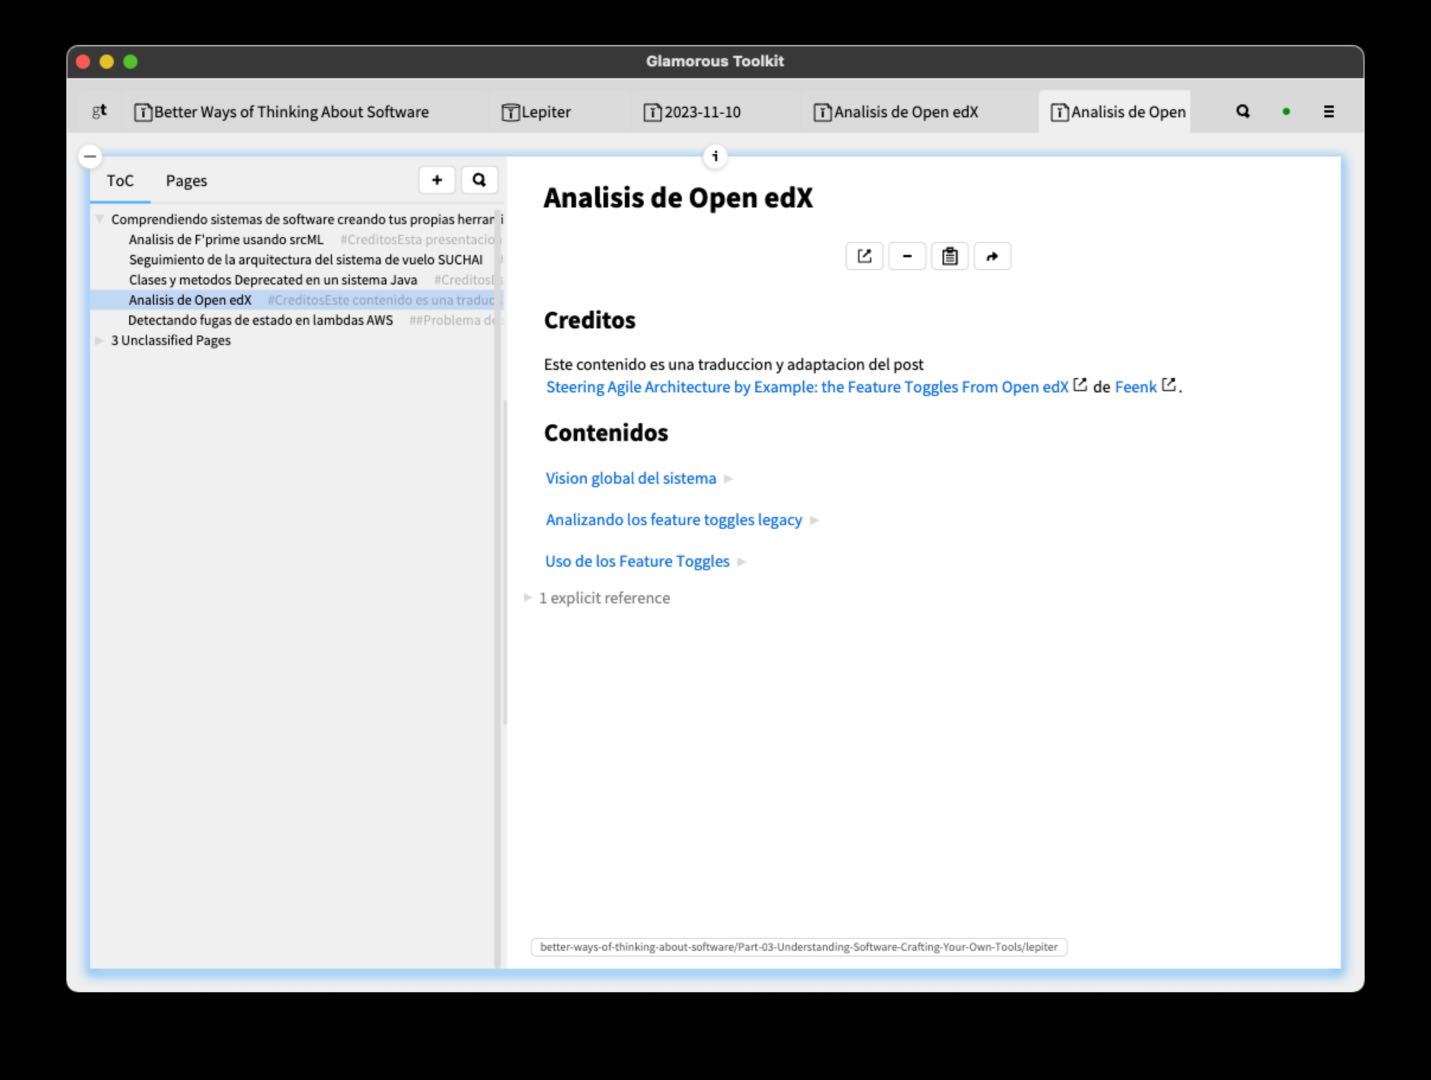 Glamorous Toolkit
gt Better Ways of Thinking About Software Lepiter 2023-11-10 Analisis de Open edX Analisis de Open
ToC Pages
Comprendiendo sistemas de software creando tus propias herrami
Analisis de F'prime usando srcML #CreditosEsta presentacio
Seguimiento de la arquitectura del sistema de vuelo SUCHAI
Clases y metodos Deprecated en un sistema Java #CreditosE
Analisis de Open edX #CreditosEste contenido es una traduc
Detectando fugas de estado en lambdas AWS ##Problema de
3 Unclassified Pages
Analisis de Open edX
Creditos
Este contenido es una traduccion y adaptacion del post
Steering Agile Architecture by Example: the Feature Toggles From Open edX de Feenk .
Contenidos
Vision global del sistema
Analizando los feature toggles legacy
Uso de los Feature Toggles
1 explicit reference
better-ways-of-thinking-about-software/Part-03-Understanding-Software-Crafting-Your-Own-Tools/lepiter